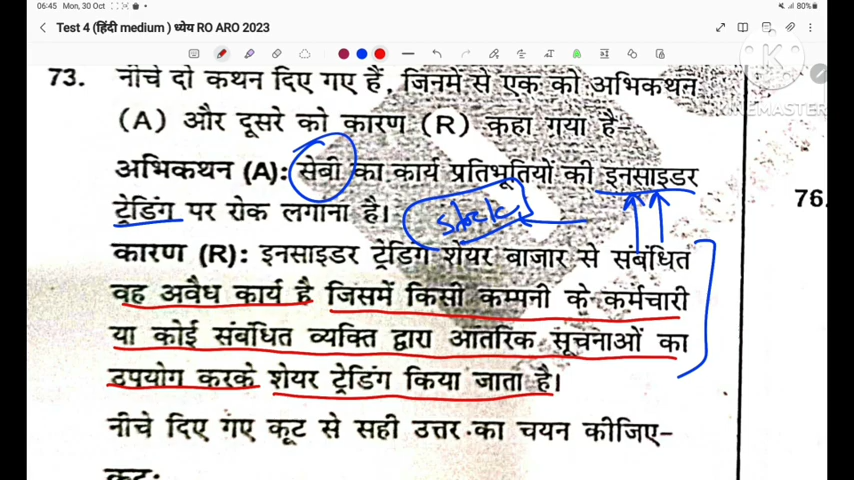 06:45 Mon, 30 Oct
80%
Test 4 (हिंदी medium ) ध्येय RO ARO 2023
KINEMASTER
73. नीचे दो कथन दिए गए हैं, जिनमें से एक को अभिकथन
(A) और दूसरे को कारण (R) कहा गया है–
अभिकथन (A): सेबी का कार्य प्रतिभूतियों की इनसाइडर
76.
ट्रेडिंग पर रोक लगाना है।
कारण (R): इनसाइडर ट्रेडिंग शेयर बाजार से संबंधित
वह अवैध कार्य है जिसमें किसी कम्पनी के कर्मचारी
या कोई संबंधित व्यक्ति द्वारा आंतरिक सूचनाओं का
उपयोग करके शेयर ट्रेडिंग किया जाता है।
नीचे दिए गए कूट से सही उत्तर का चयन कीजिए–
कूट: